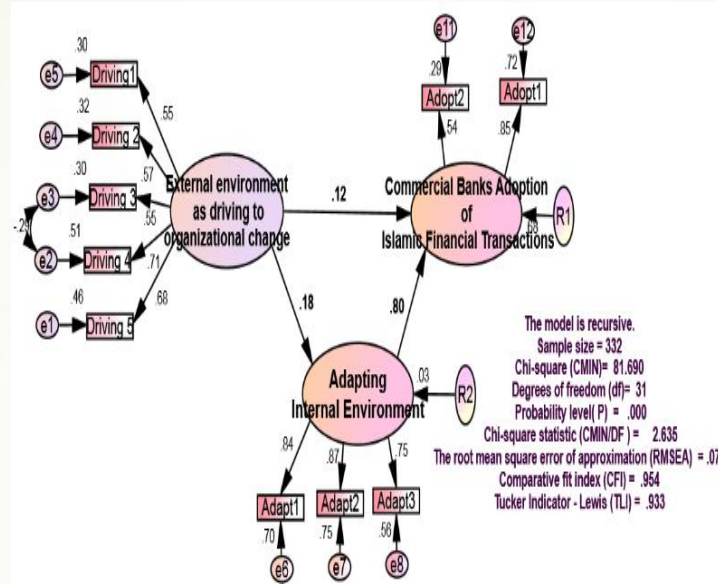 e11
e12
.30
.29
.72
e5
Driving1
Adopt2
Adopt1
.32
.55
.54
.85
e4
Driving 2
.30
.57
External environment
as driving to
organizational change
Commercial Banks Adoption
of
Islamic Financial Transactions
e3
Driving 3
.55
.12
R1
.68
-.25
.51
e2
Driving 4
.71
.46
.68
e1
Driving 5
.18
.80
The model is recursive.
Sample size = 332
Chi-square (CMIN)= 81.690
Degrees of freedom (df)= 31
Probability level( P) = .000
Chi-square statistic (CMIN/DF ) = 2.635
The root mean square error of approximation (RMSEA) = .07
Comparative fit index (CFI) = .954
Tucker Indicator - Lewis (TLI) = .933
Adapting
Internal Environment
.03
R2
.84
.87
.75
Adapt1
Adapt2
Adapt3
.70
.75
.56
e6
e7
e8